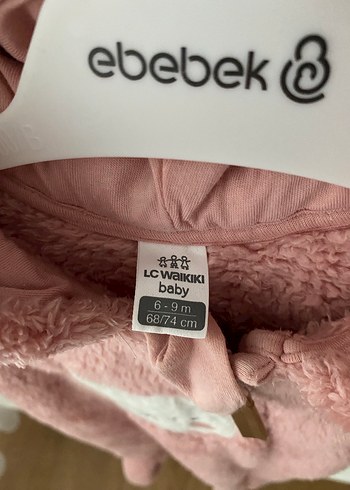 ebebek
LC WAIKIKI
baby
6 - 9 m
68/74 cm